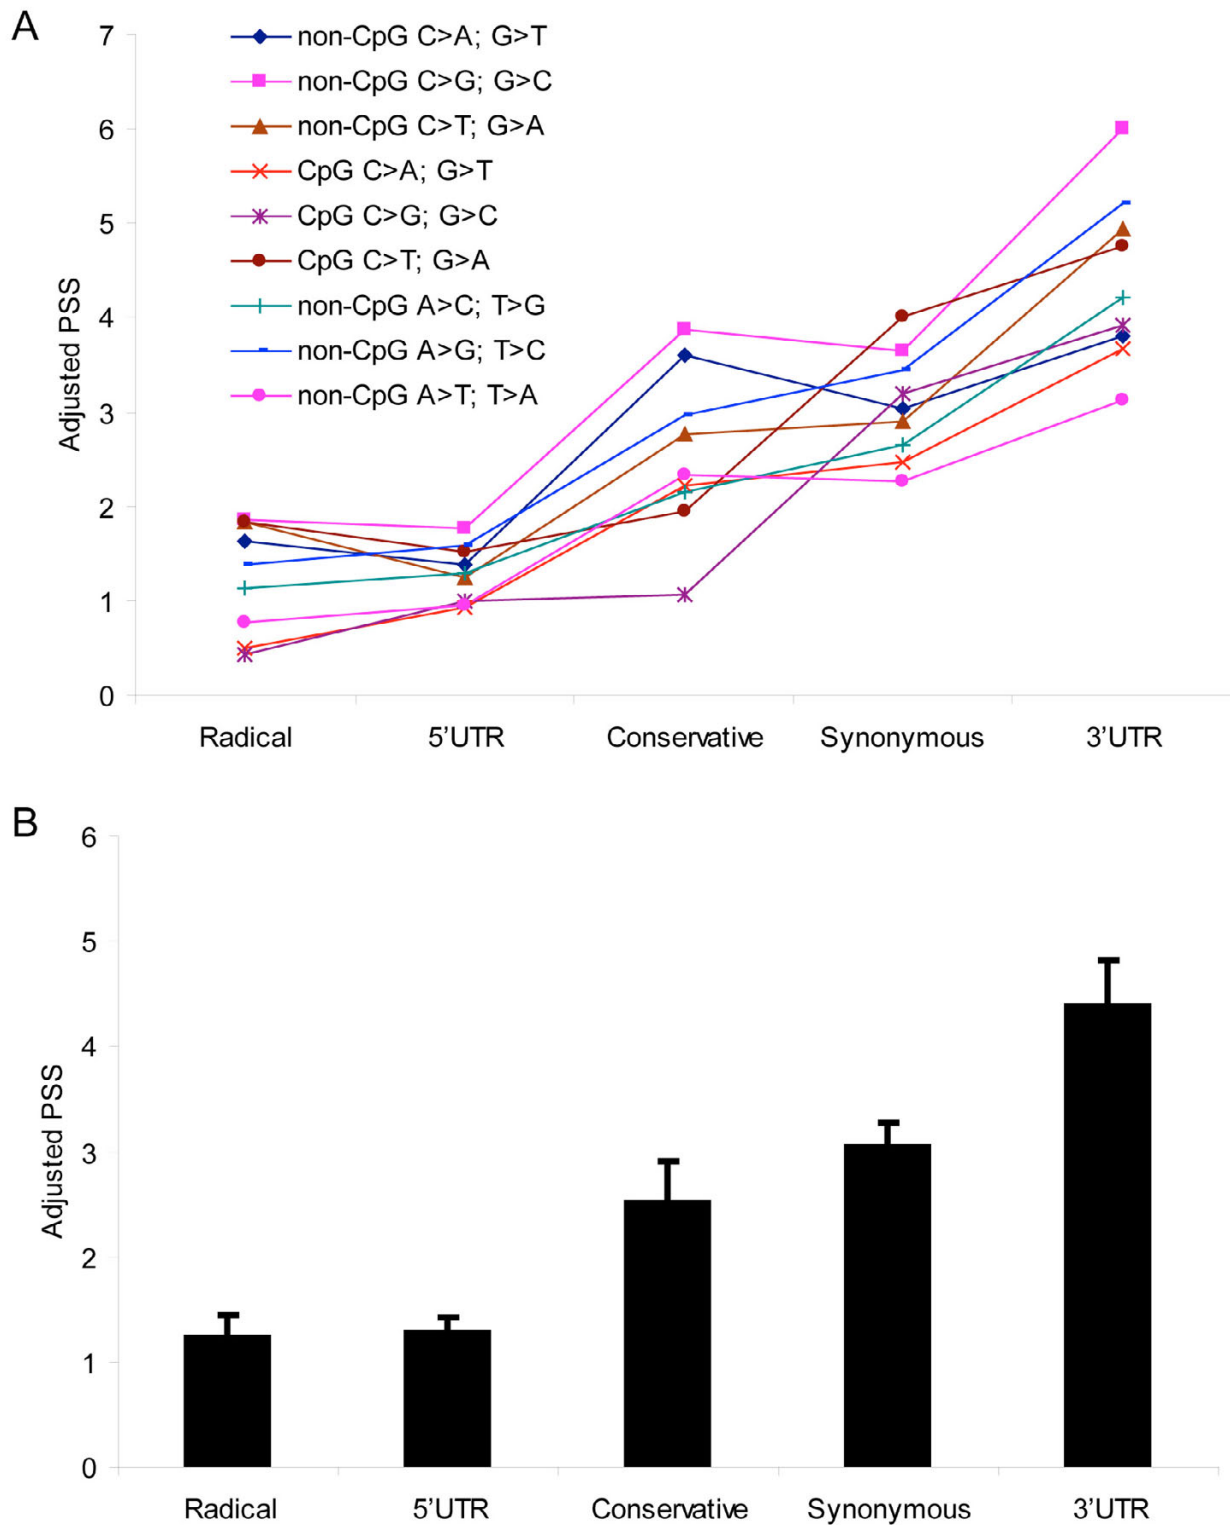 A
7
6
5
4
3
2
1
0
Adjusted PSS
non-CpG C>A; G>T
non-CpG C>G; G>C
non-CpG C>T; G>A
CpG C>A; G>T
CpG C>G; G>C
CpG C>T; G>A
non-CpG A>C; T>G
non-CpG A>G; T>C
non-CpG A>T; T>A
Radical 5’UTR Conservative Synonymous 3’UTR
B
6
5
4
3
2
1
0
Adjusted PSS
Radical 5’UTR Conservative Synonymous 3’UTR